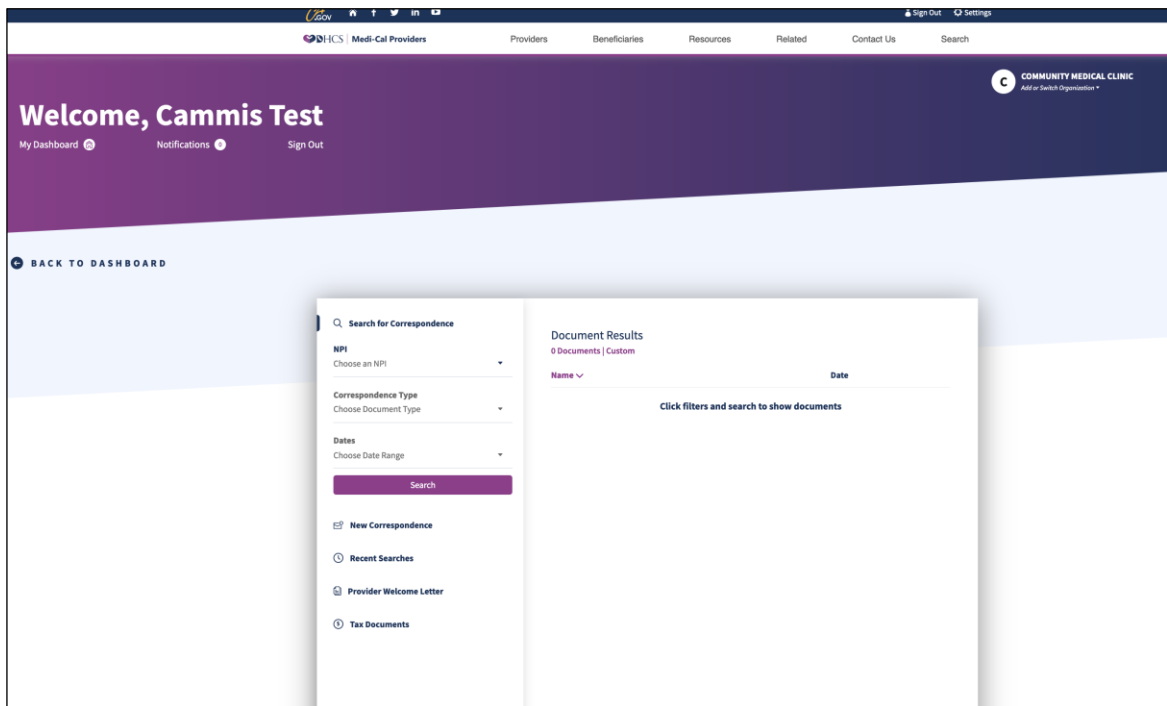 GOV
Sign Out Settings
DHCS Medi-Cal Providers Providers Beneficiaries Resources Related Contact Us Search
C COMMUNITY MEDICAL CLINIC
Add or Switch Organization
Welcome, Cammis Test
My Dashboard Notifications 0 Sign Out
BACK TO DASHBOARD
Search for Correspondence
NPI
Choose an NPI
Correspondence Type
Choose Document Type
Dates
Choose Date Range
Search
New Correspondence
Recent Searches
Provider Welcome Letter
Tax Documents
Document Results
0 Documents | Custom
Name Date
Click filters and search to show documents